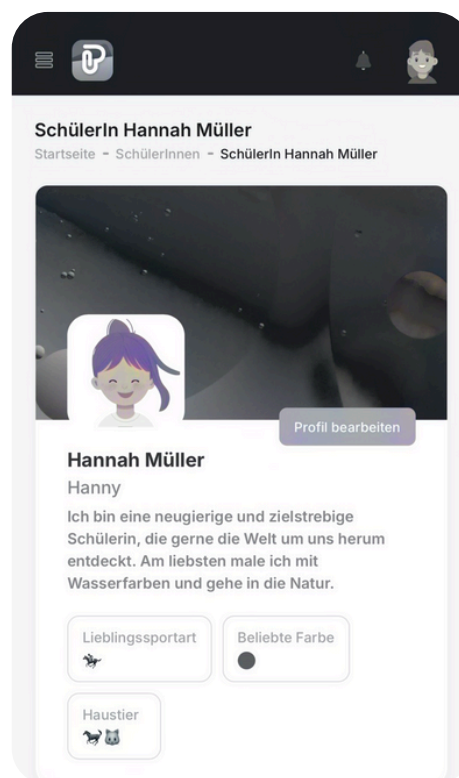 SchülerIn Hannah Müller
Startseite - SchülerInnen - SchülerIn Hannah Müller
Profil bearbeiten
Hannah Müller
Hanny
Ich bin eine neugierige und zielstrebige
Schülerin, die gerne die Welt um uns herum
entdeckt. Am liebsten male ich mit
Wasserfarben und gehe in die Natur.
Lieblingssportart
Beliebte Farbe
Haustier